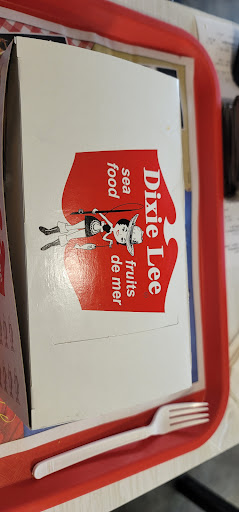 Dixie Lee
sea fruits
food de mer